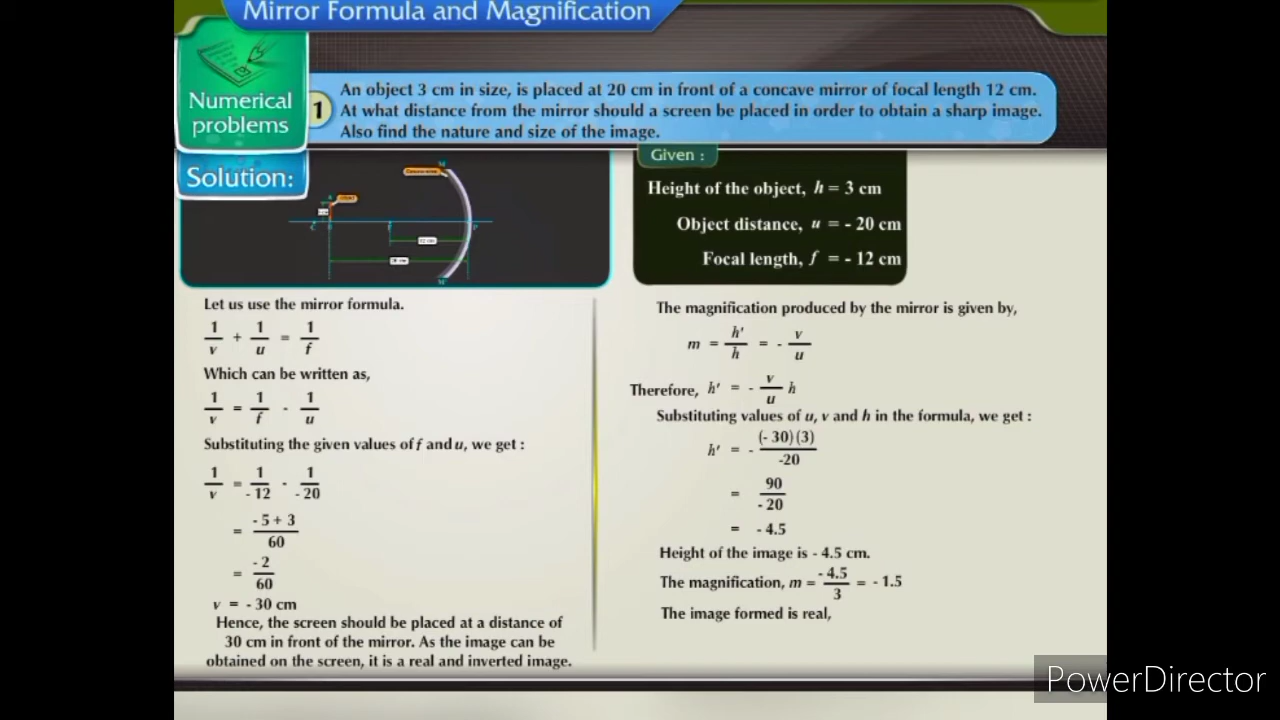 Mirror Formula and Magnification
Numerical
problems
1
An object 3 cm in size, is placed at 20 cm in front of a concave mirror of focal length 12 cm.
At what distance from the mirror should a screen be placed in order to obtain a sharp image.
Also find the nature and size of the image.
Solution:
M
C
F
P
12 cm
M'
Given :
Height of the object, h = 3 cm
Object distance, u = - 20 cm
Focal length, f = - 12 cm
Let us use the mirror formula.
1/v + 1/u = 1/f
Which can be written as,
1/v = 1/f - 1/u
Substituting the given values of f and u, we get :
1/v = 1/- 12 - 1/- 20
= - 5 + 3/60
= - 2/60
v = - 30 cm
Hence, the screen should be placed at a distance of
30 cm in front of the mirror. As the image can be
obtained on the screen, it is a real and inverted image.
The magnification produced by the mirror is given by,
m = h'/h = - v/u
Therefore, h' = - v/u h
Substituting values of u, v and h in the formula, we get :
h' = - (- 30) (3)/-20
= 90/- 20
= - 4.5
Height of the image is - 4.5 cm.
The magnification, m = - 4.5/3 = - 1.5
The image formed is real,
PowerDirector